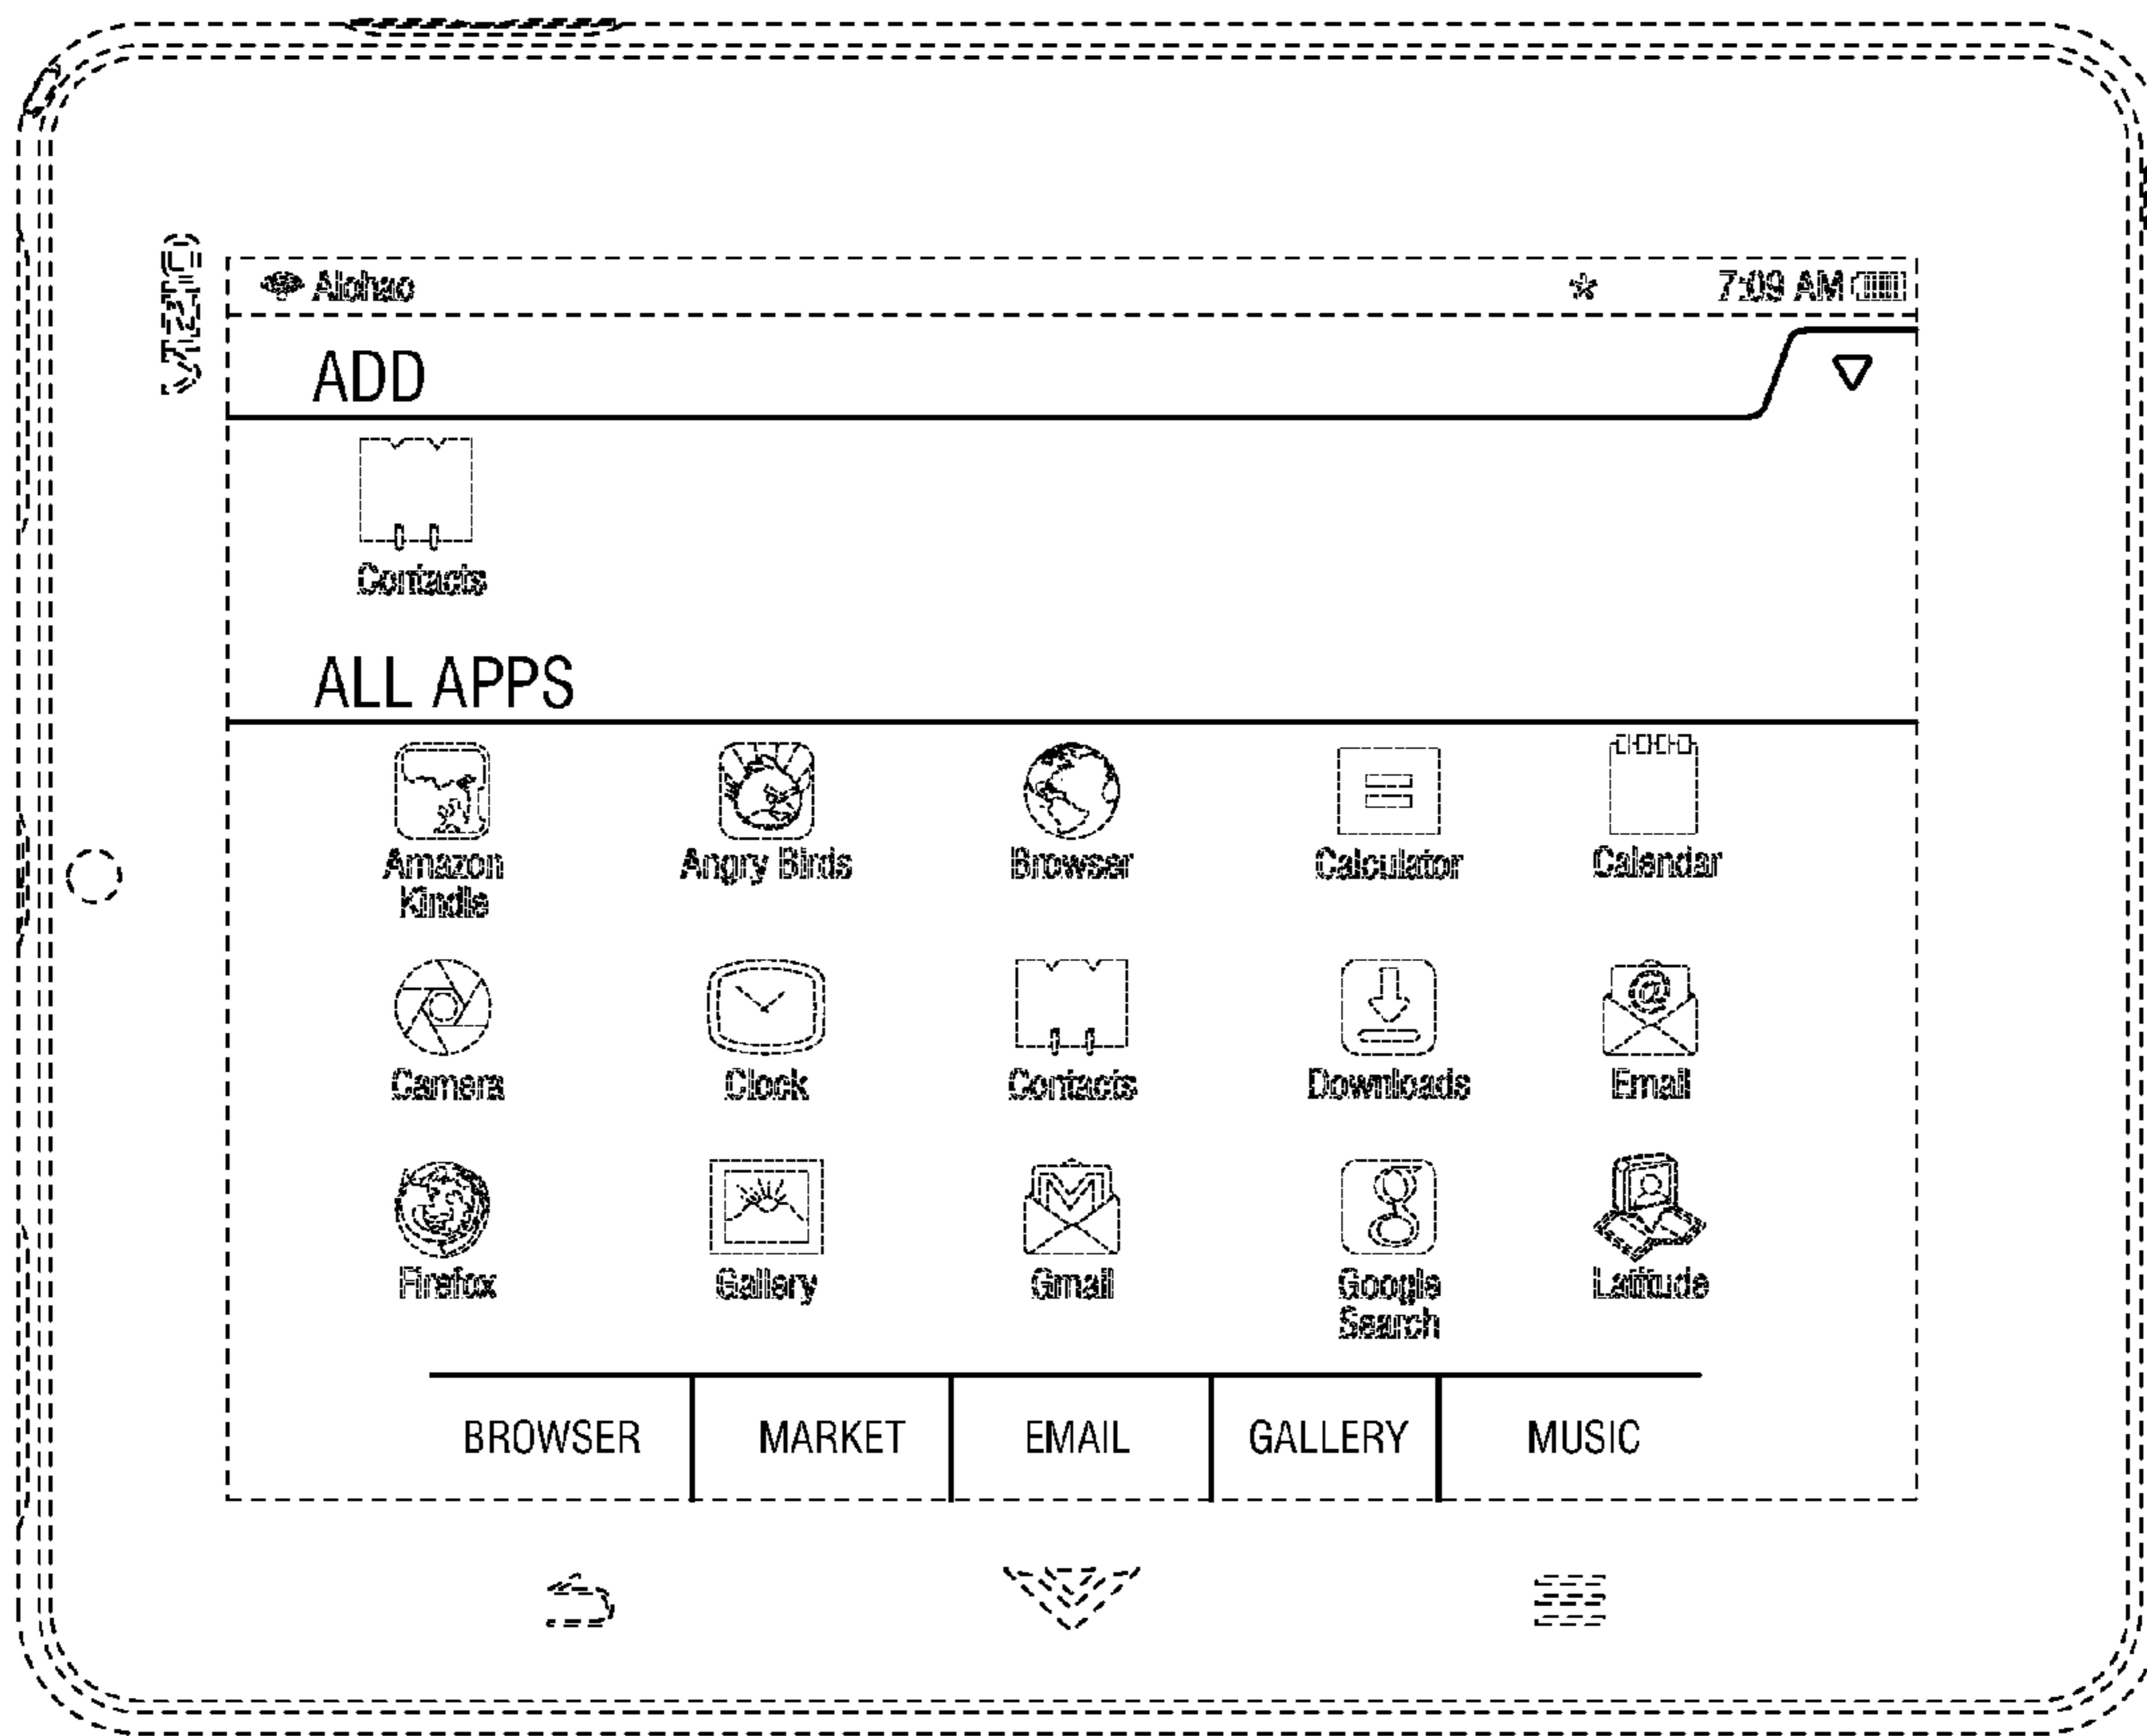 VIZIO
Alohao 7:09 AM
ADD
Contacts
ALL APPS
Amazon Kindle
Angry Birds
Browser
Calculator
Calendar
Camera
Clock
Contacts
Downloads
Email
Firefox
Gallery
Gmail
Google Search
Latitude
BROWSER MARKET EMAIL GALLERY MUSIC